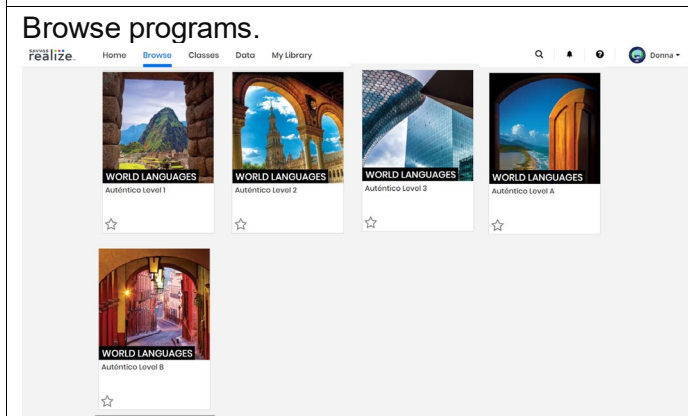 Browse programs.
SAVVAS
realize. Home Browse Classes Data My Library Donna
WORLD LANGUAGES
Auténtico Level 1
WORLD LANGUAGES
Auténtico Level 2
WORLD LANGUAGES
Auténtico Level 3
WORLD LANGUAGES
Auténtico Level A
WORLD LANGUAGES
Auténtico Level B